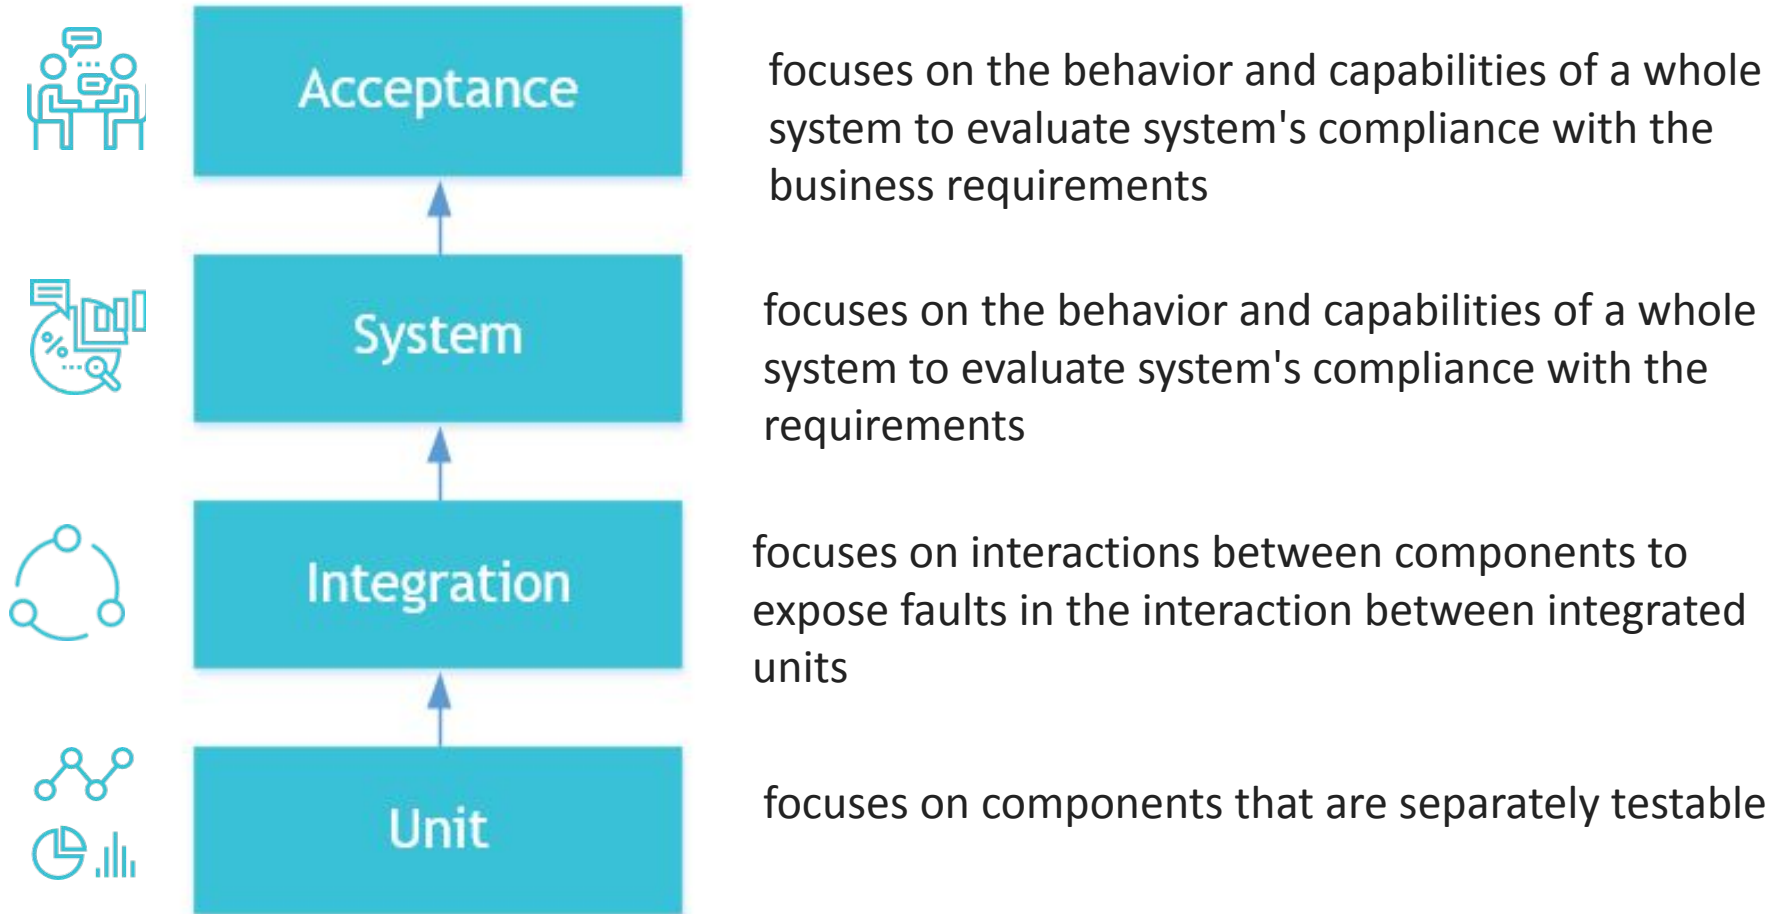 Acceptance
focuses on the behavior and capabilities of a whole
system to evaluate system's compliance with the
business requirements
System
focuses on the behavior and capabilities of a whole
system to evaluate system's compliance with the
requirements
%
Integration
focuses on interactions between components to
expose faults in the interaction between integrated
units
Unit
focuses on components that are separately testable